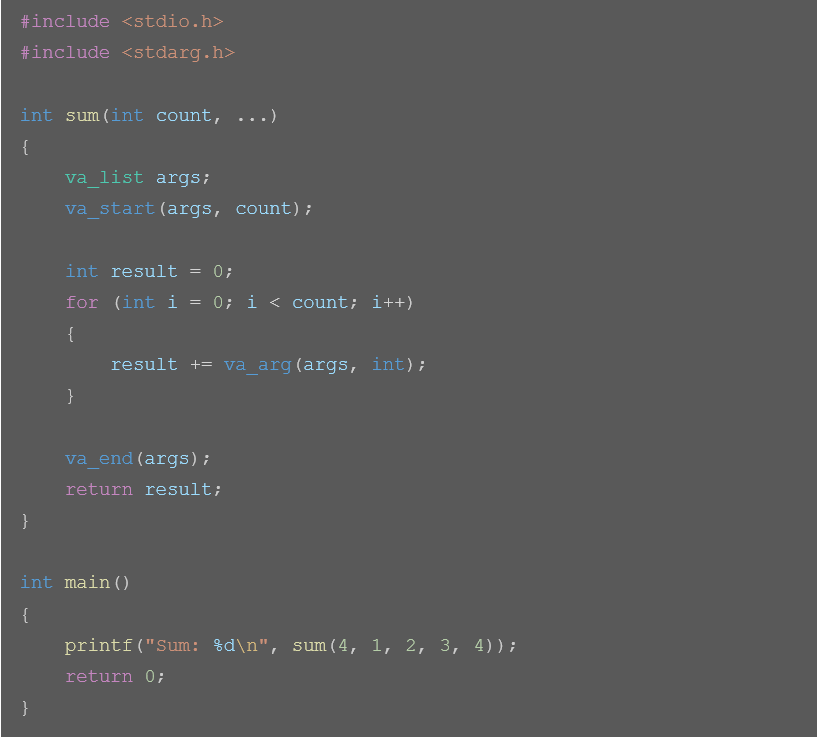 #include <stdio.h>
#include <stdarg.h>

int sum(int count, ...)
{
    va_list args;
    va_start(args, count);

    int result = 0;
    for (int i = 0; i < count; i++)
    {
        result += va_arg(args, int);
    }

    va_end(args);
    return result;
}

int main()
{
    printf("Sum: %d\n", sum(4, 1, 2, 3, 4));
    return 0;
}